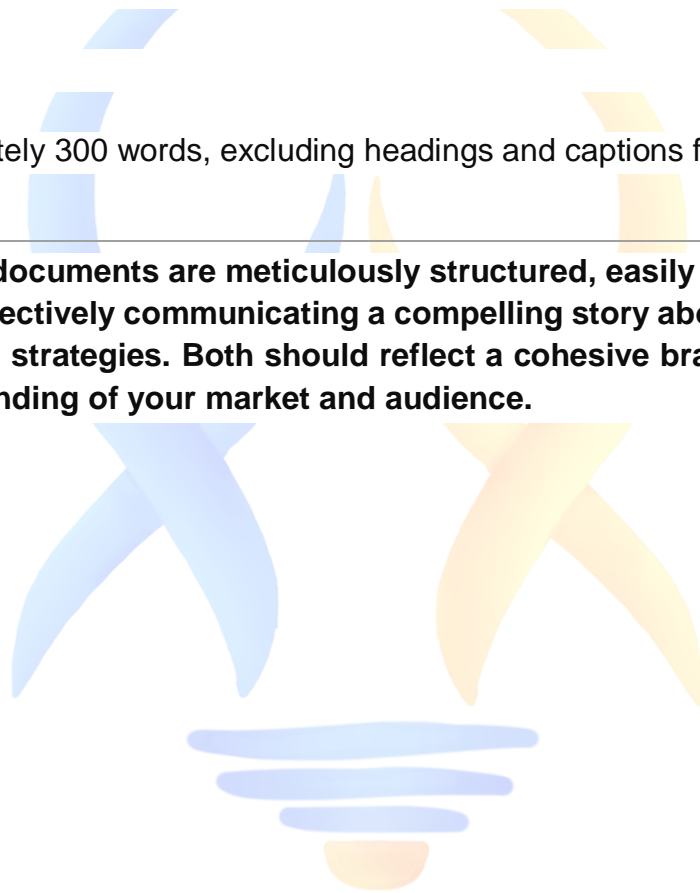 tely 300 words, excluding headings and captions f
documents are meticulously structured, easily
ectively communicating a compelling story abo
strategies. Both should reflect a cohesive bra
nding of your market and audience.